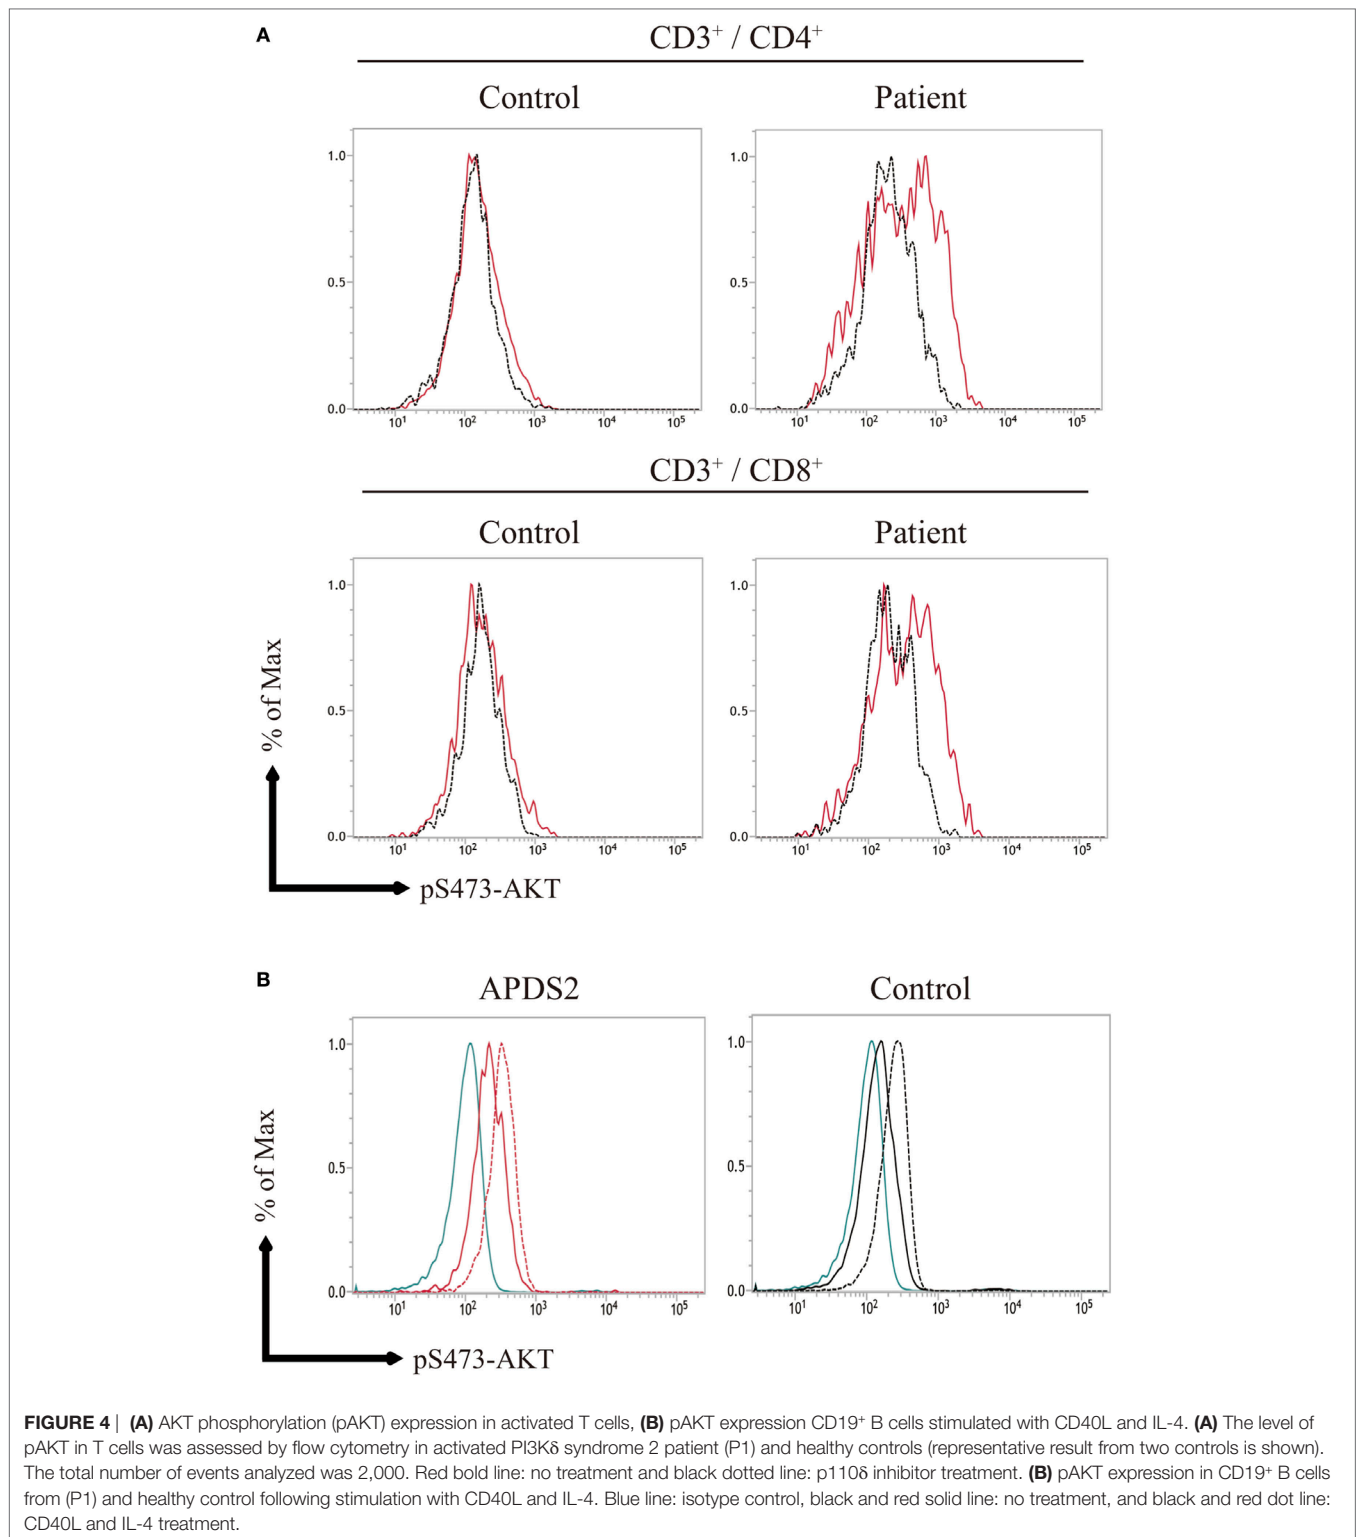 A
CD3⁺ / CD4⁺
Control Patient
1.0 1.0
0.5 0.5
0.0 0.0
10¹ 10² 10³ 10⁴ 10⁵ 10¹ 10² 10³ 10⁴ 10⁵
CD3⁺ / CD8⁺
Control Patient
1.0 1.0
0.5 0.5
0.0 0.0
10¹ 10² 10³ 10⁴ 10⁵ 10¹ 10² 10³ 10⁴ 10⁵
% of Max
pS473-AKT
B
APDS2 Control
1.0 1.0
0.5 0.5
0.0 0.0
10¹ 10² 10³ 10⁴ 10⁵ 10¹ 10² 10³ 10⁴ 10⁵
% of Max
pS473-AKT
FIGURE 4 | (A) AKT phosphorylation (pAKT) expression in activated T cells, (B) pAKT expression CD19⁺ B cells stimulated with CD40L and IL-4. (A) The level of
pAKT in T cells was assessed by flow cytometry in activated PI3Kδ syndrome 2 patient (P1) and healthy controls (representative result from two controls is shown).
The total number of events analyzed was 2,000. Red bold line: no treatment and black dotted line: p110δ inhibitor treatment. (B) pAKT expression in CD19⁺ B cells
from (P1) and healthy control following stimulation with CD40L and IL-4. Blue line: isotype control, black and red solid line: no treatment, and black and red dot line:
CD40L and IL-4 treatment.